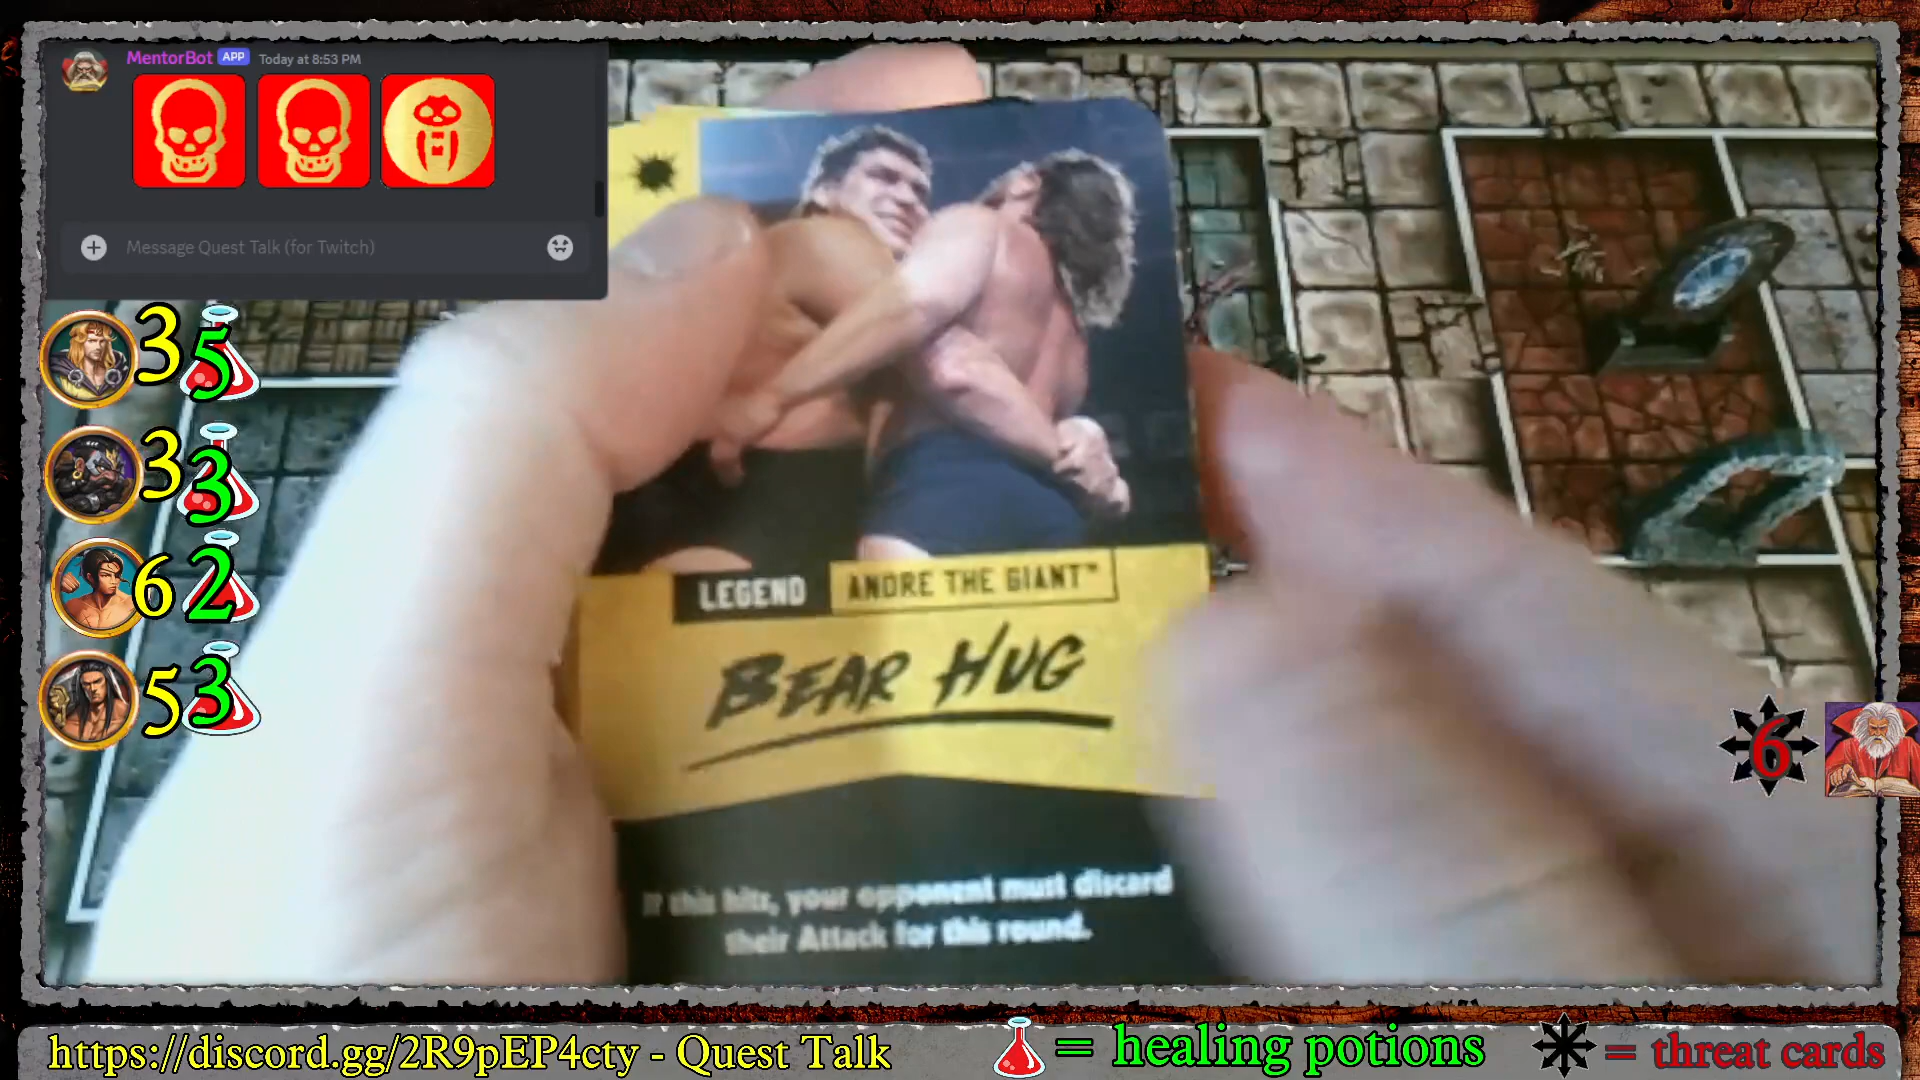 MentorBot APP Today at 8:53 PM
Message Quest Talk (for Twitch)
3 5
3 3
6 2
5 3
LEGEND ANDRE THE GIANT™
BEAR HUG
If this hits, your opponent must discard
their Attack for this round.
6
https://discord.gg/2R9pEP4cty - Quest Talk
= healing potions
= threat cards